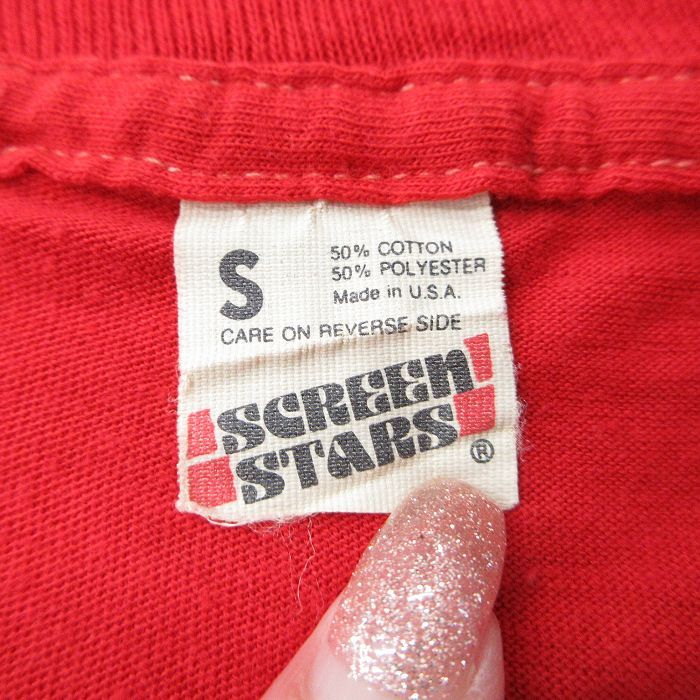 S
50% COTTON
50% POLYESTER
Made in U.S.A.
CARE ON REVERSE SIDE
SCREEN
STARS®